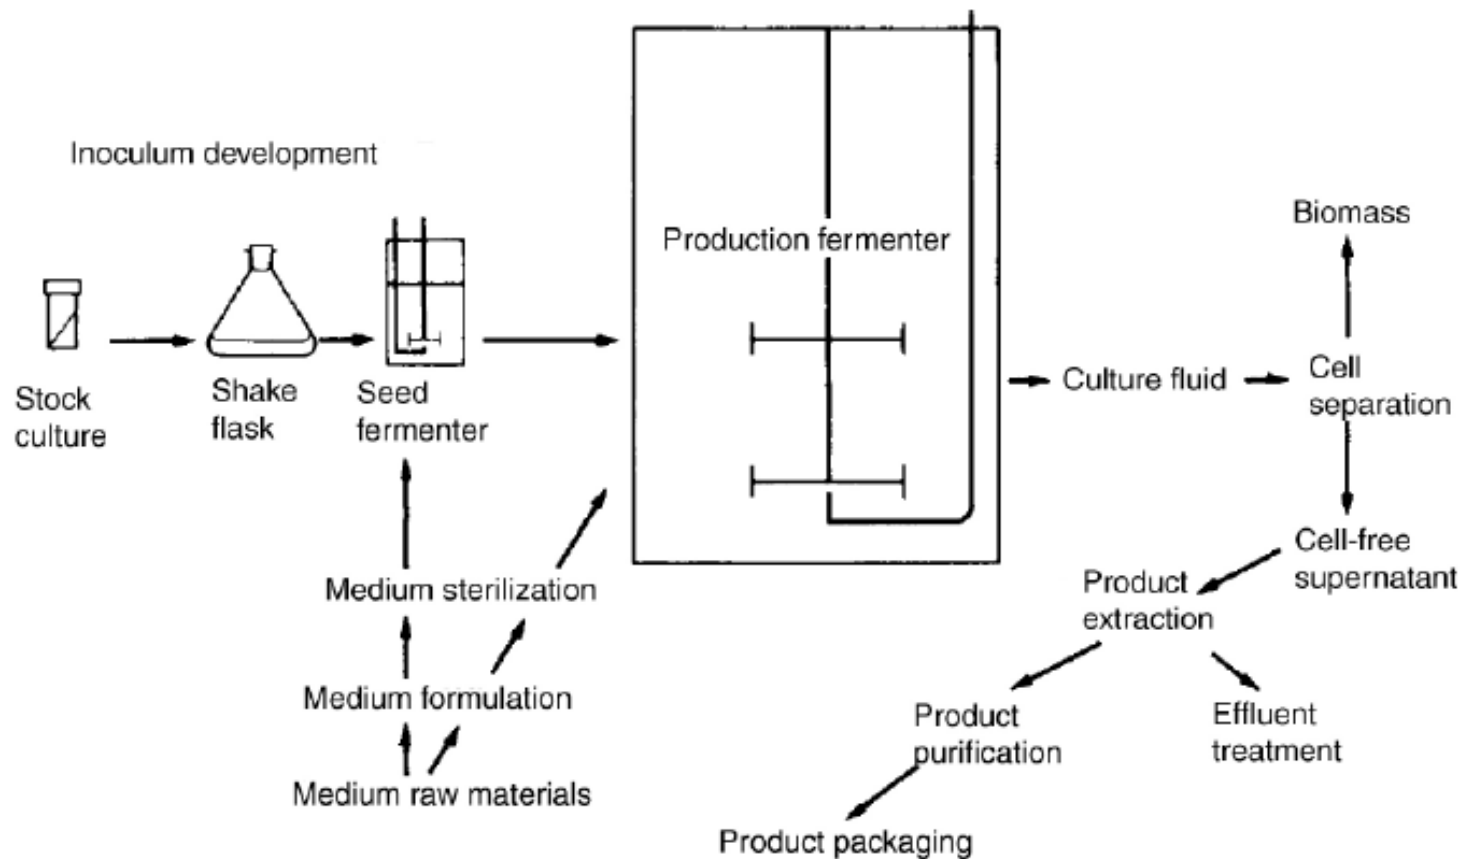 Inoculum development
Stock
culture
Shake
flask
Seed
fermenter
Production fermenter
Medium sterilization
Medium formulation
Medium raw materials
Culture fluid
Biomass
Cell
separation
Cell-free
supernatant
Product
extraction
Product
purification
Effluent
treatment
Product packaging